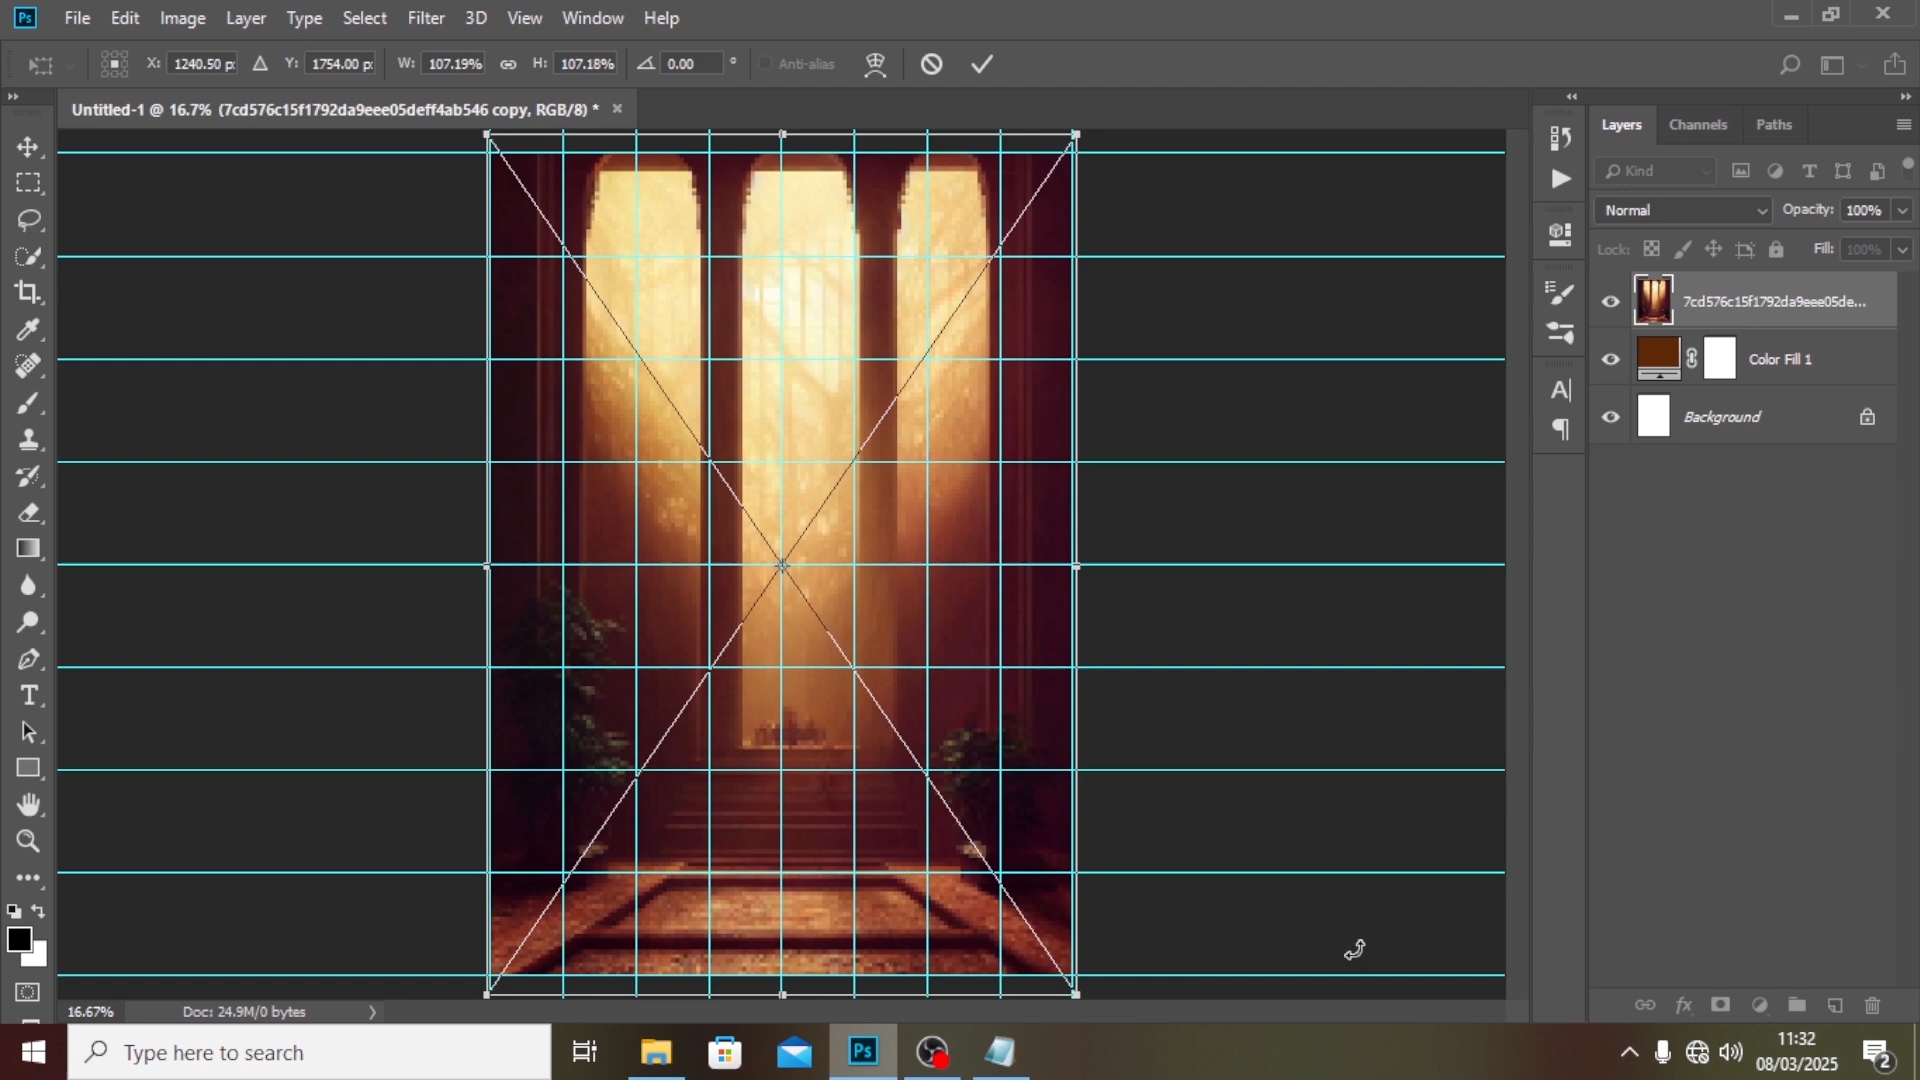 Ps File Edit Image Layer Type Select Filter 3D View Window Help
X: 1240.50 p: Y: 1754.00 p: W: 107.19% H: 107.18% 0.00 ° Anti-alias
Untitled-1 @ 16.7% (7cd576c15f1792da9eee05deff4ab546 copy, RGB/8) * ×
Layers Channels Paths
Kind
Normal Opacity: 100%
Lock: Fill: 100%
7cd576c15f1792da9eee05de...
Color Fill 1
Background
16.67% Doc: 24.9M/0 bytes
Type here to search
Ps
11:32
08/03/2025
2